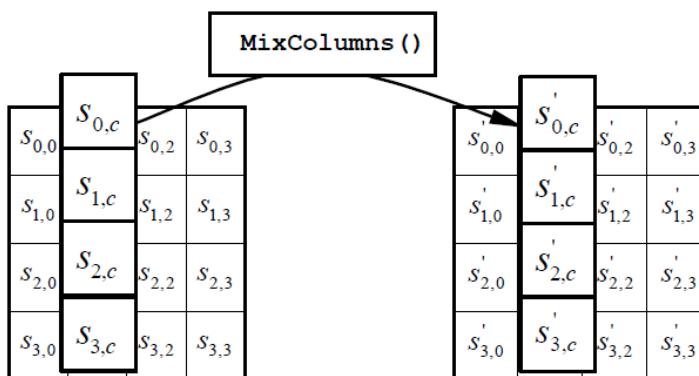 MixColumns()
s0,0 s0,c s0,2 s0,3 s'0,0 s'0,c s'0,2 s'0,3
s1,0 s1,c s1,2 s1,3 s'1,0 s'1,c s'1,2 s'1,3
s2,0 s2,c s2,2 s2,3 s'2,0 s'2,c s'2,2 s'2,3
s3,0 s3,c s3,2 s3,3 s'3,0 s'3,c s'3,2 s'3,3